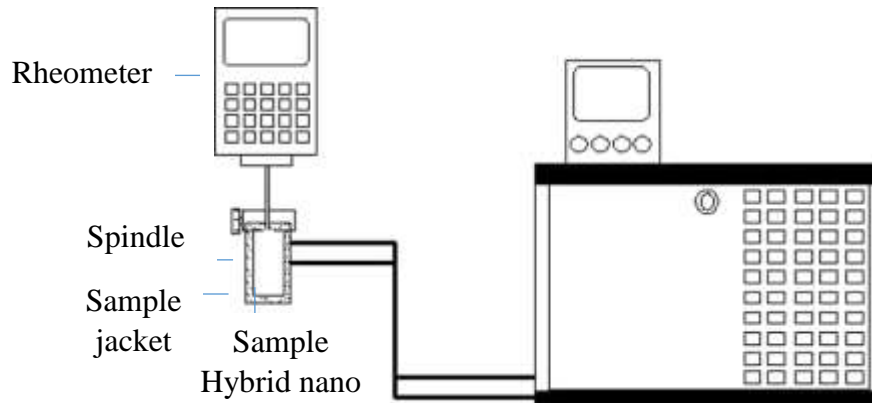 Rheometer
Spindle
Sample
jacket
Sample
Hybrid nano